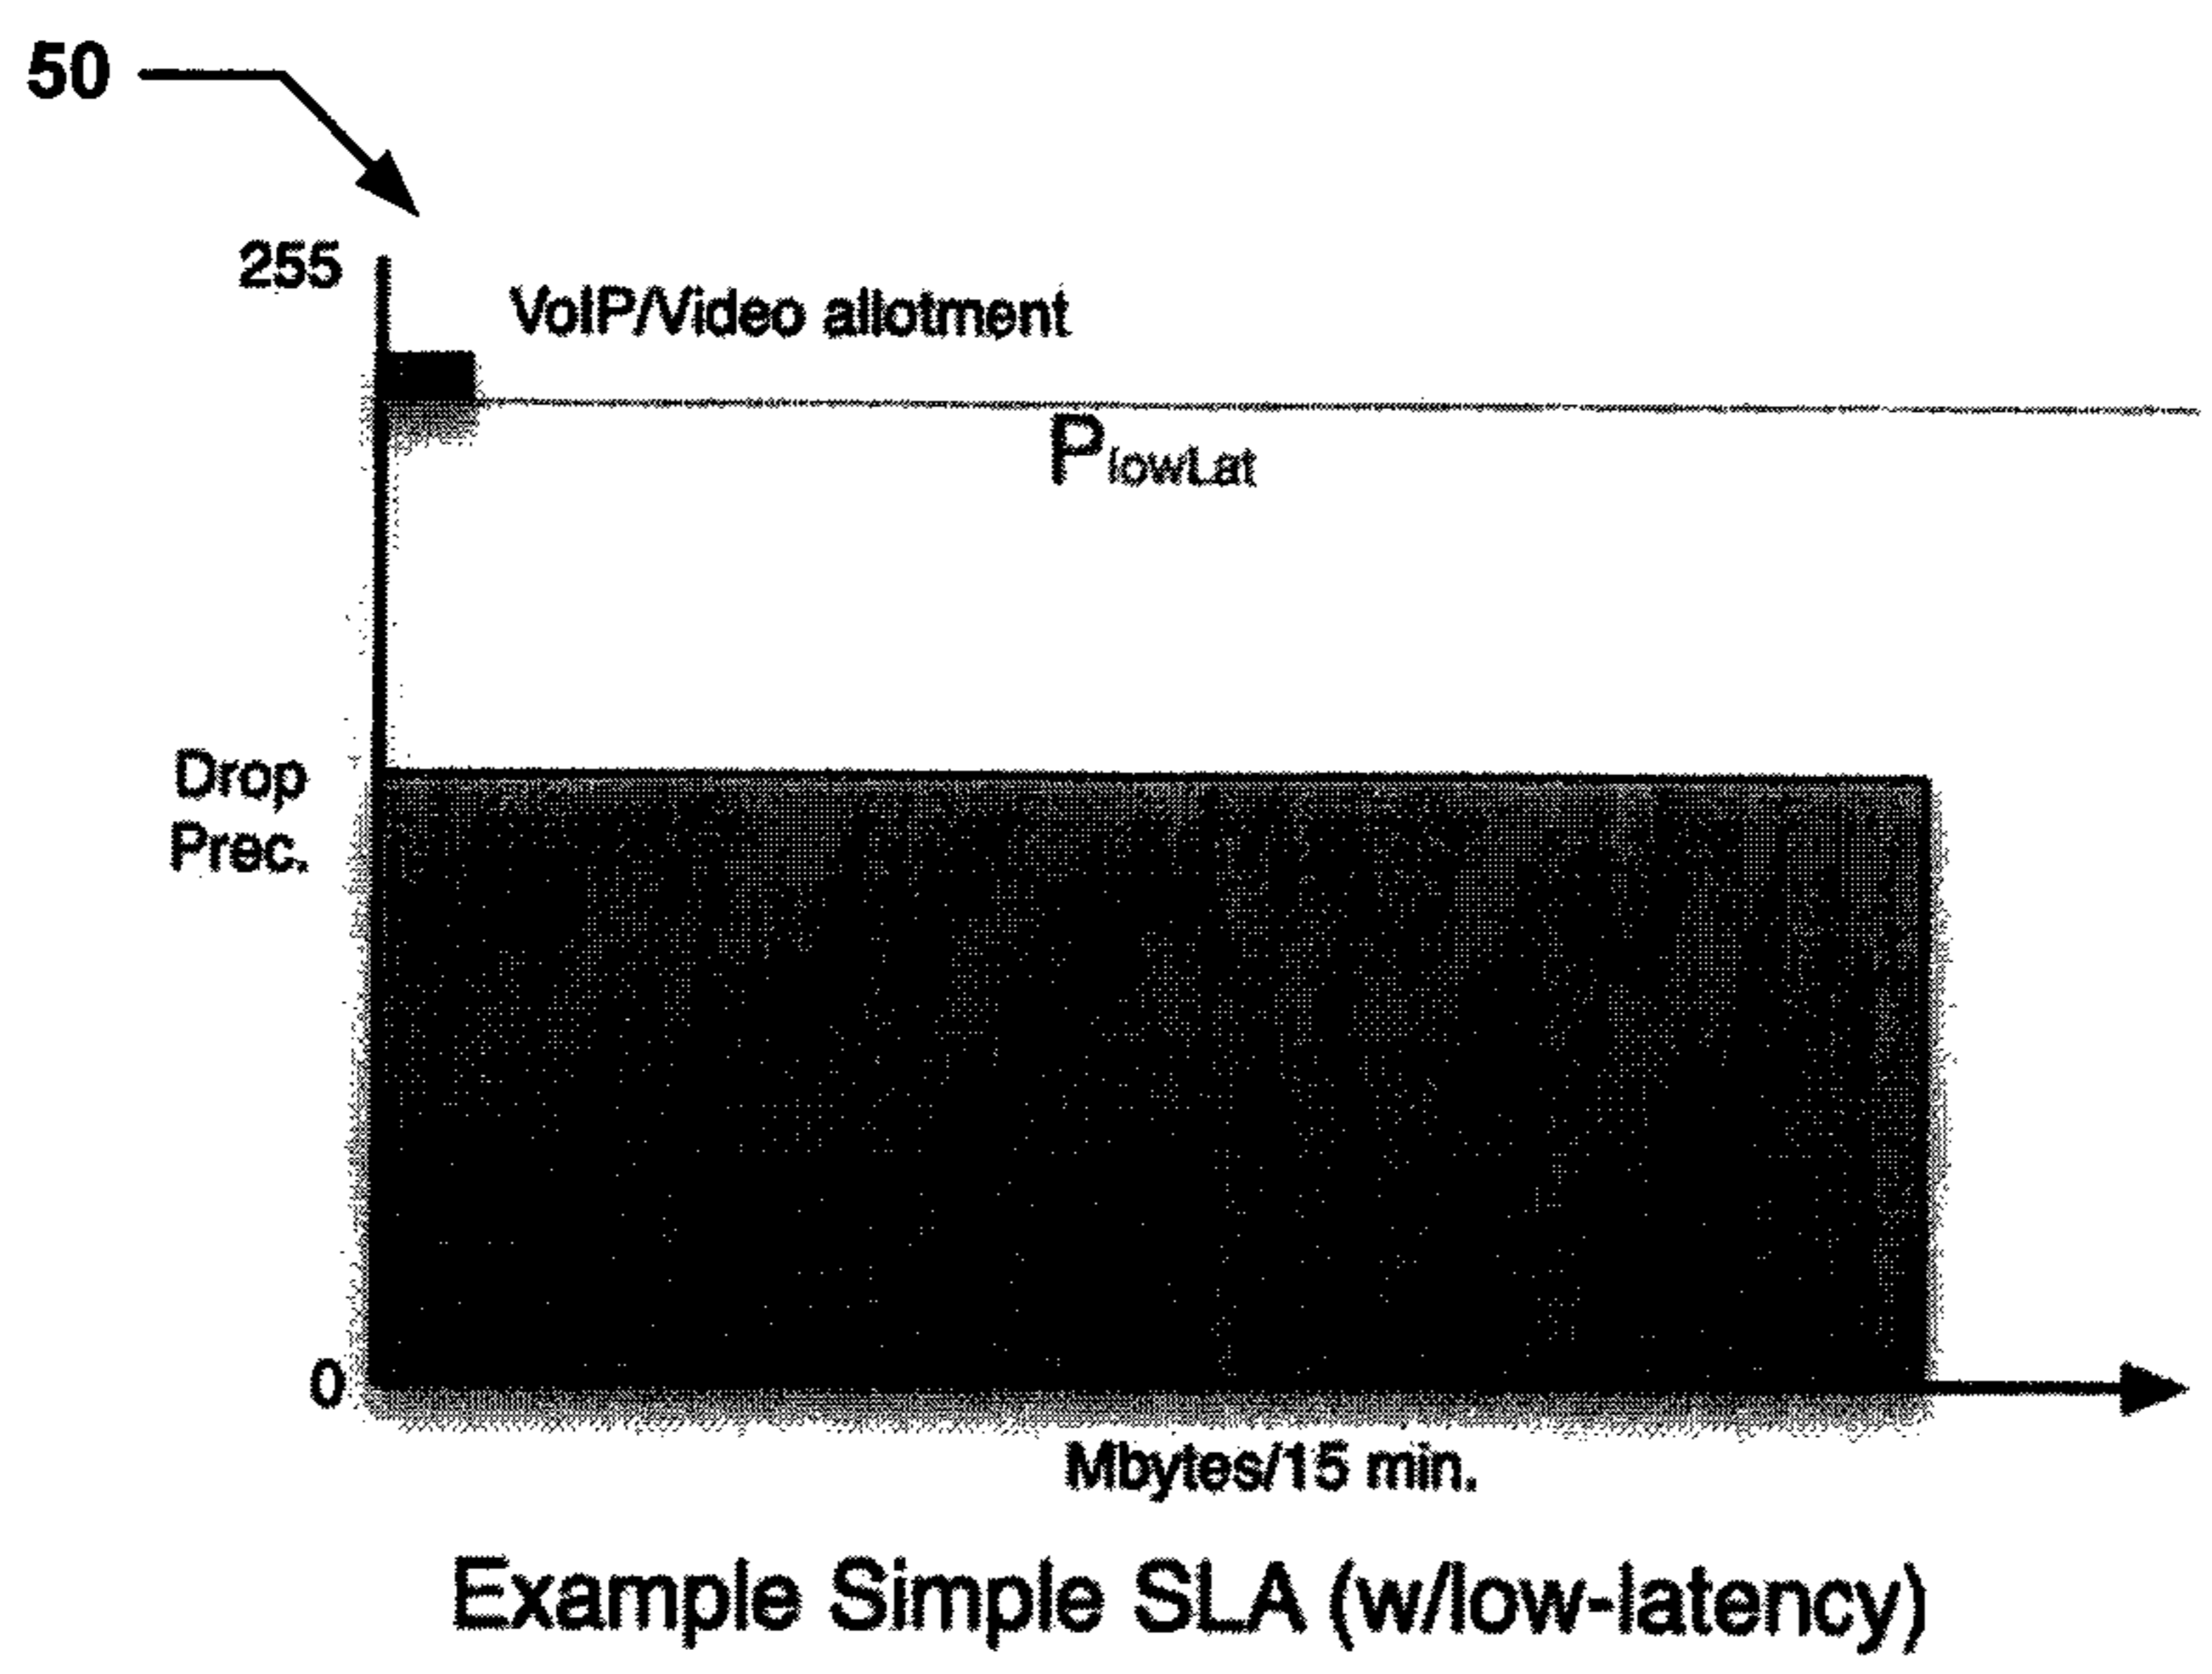 50
255
VoIP/Video allotment
PlowLat
Drop
Prec.
0
Mbytes/15 min.
Example Simple SLA (w/low-latency)